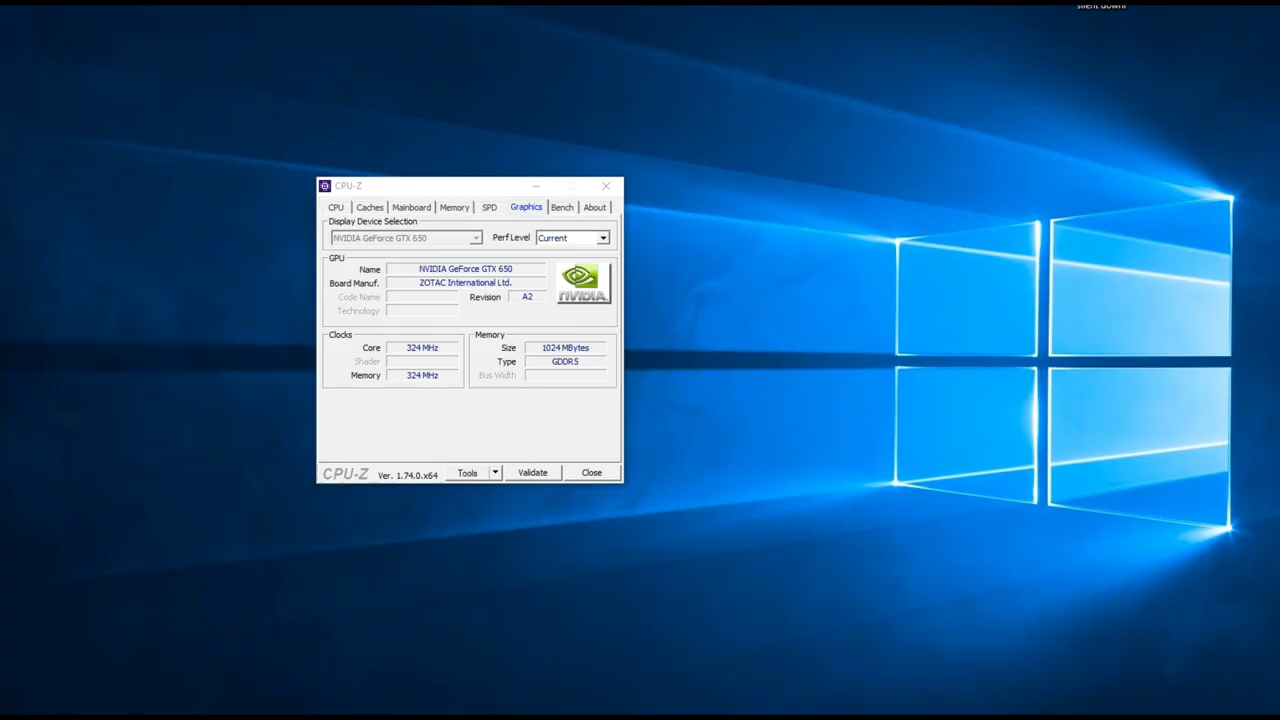 CPU-Z
CPU Caches Mainboard Memory SPD Graphics Bench About
Display Device Selection
NVIDIA GeForce GTX 650 Perf Level Current
GPU
Name NVIDIA GeForce GTX 650
Board Manuf. ZOTAC International Ltd.
Code Name Revision A2
Technology
NVIDIA.
Clocks
Core 324 MHz
Shader
Memory 324 MHz
Memory
Size 1024 MBytes
Type GDDR5
Bus Width
CPU-Z Ver. 1.74.0.x64 Tools Validate Close